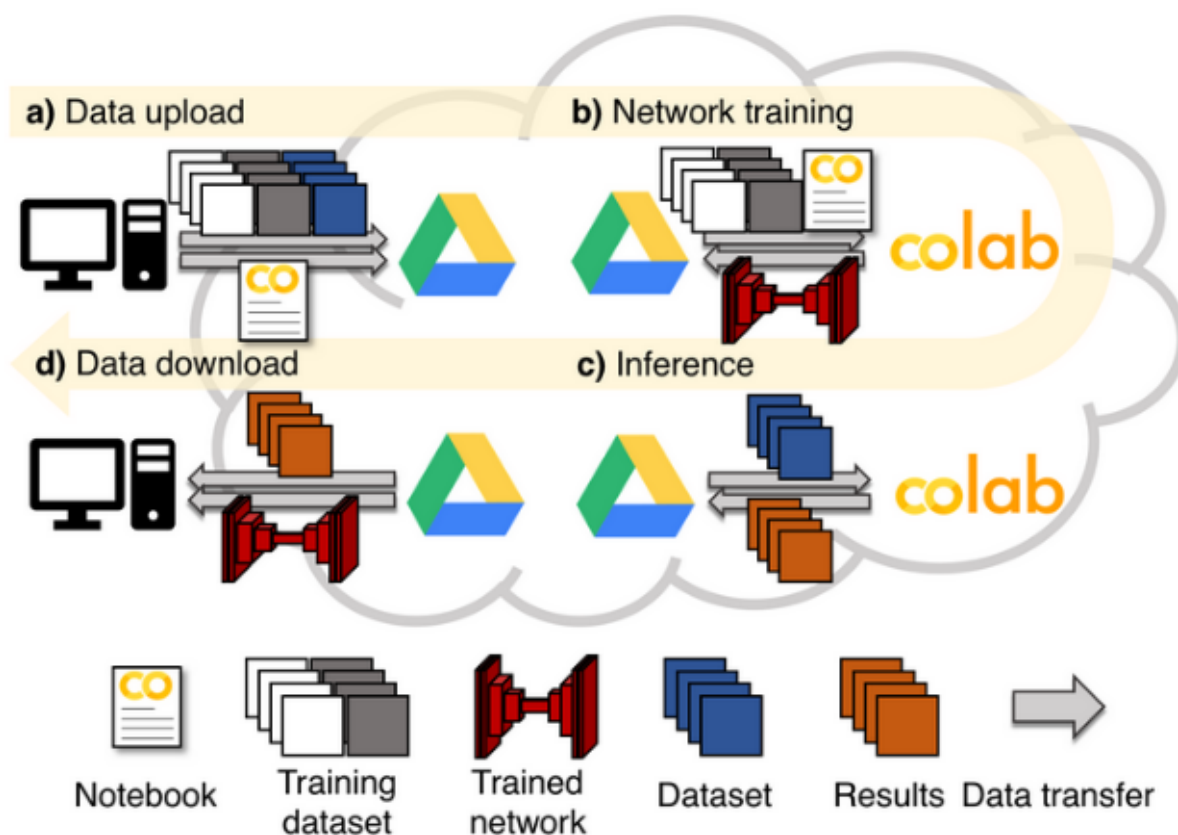 a) Data upload
b) Network training
CO
CO
colab
d) Data download
c) Inference
colab
CO
Notebook
Training
dataset
Trained
network
Dataset
Results
Data transfer